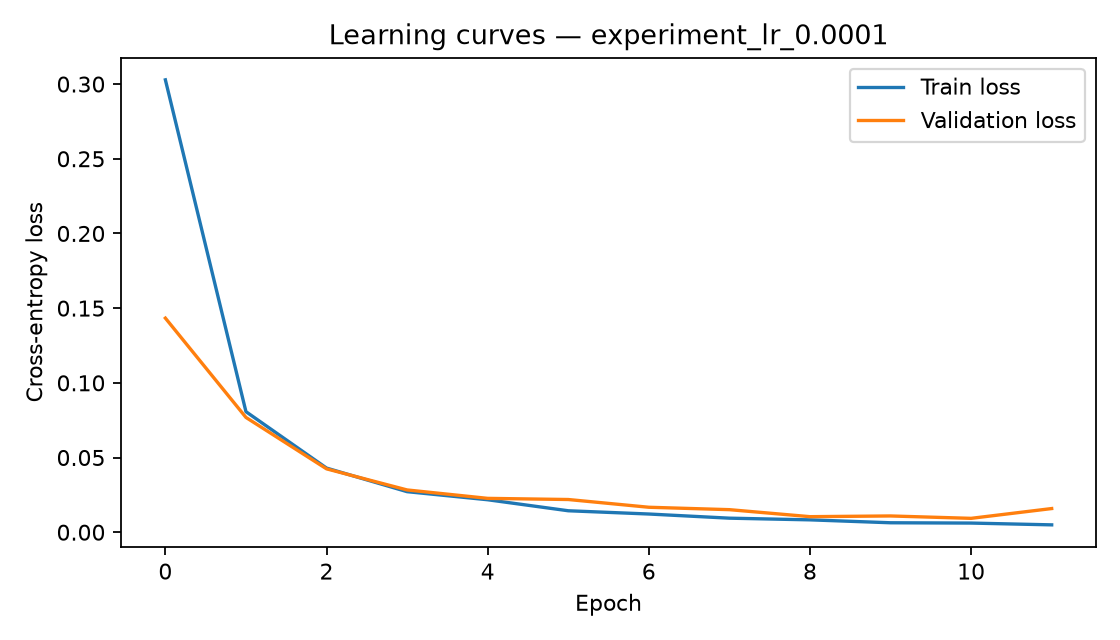 Learning curves — experiment_lr_0.0001
Train loss
Validation loss
0.30
0.25
0.20
0.15
0.10
0.05
0.00
Cross-entropy loss
0 2 4 6 8 10
Epoch